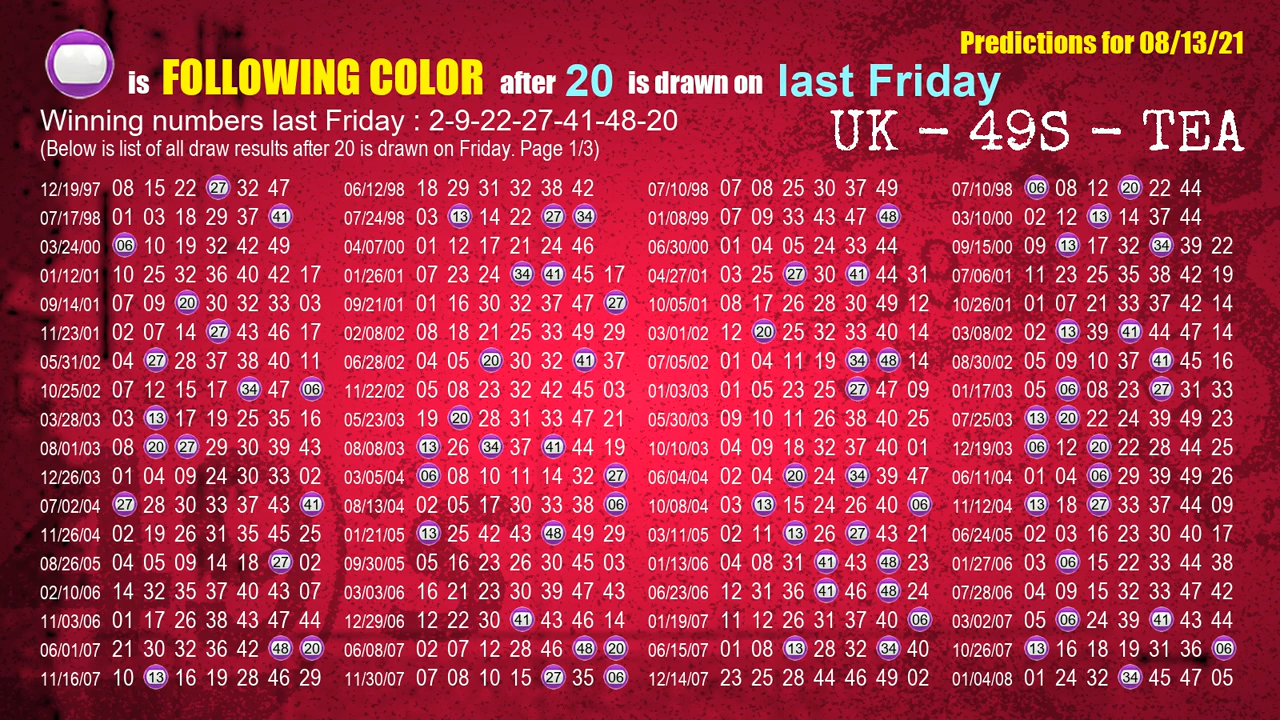 Predictions for 08/13/21
is FOLLOWING COLOR after 20 is drawn on last Friday
Winning numbers last Friday : 2-9-22-27-41-48-20
UK - 49S - TEA
(Below is list of all draw results after 20 is drawn on Friday. Page 1/3)
12/19/97 08 15 22 27 32 47 06/12/98 18 29 31 32 38 42 07/10/98 07 08 25 30 37 49 07/10/98 06 08 12 20 22 44
07/17/98 01 03 18 29 37 41 07/24/98 03 13 14 22 27 34 01/08/99 07 09 33 43 47 48 03/10/00 02 12 13 14 37 44
03/24/00 06 10 19 32 42 49 04/07/00 01 12 17 21 24 46 06/30/00 01 04 05 24 33 44 09/15/00 09 13 17 32 34 39 22
01/12/01 10 25 32 36 40 42 17 01/26/01 07 23 24 34 41 45 17 04/27/01 03 25 27 30 41 44 31 07/06/01 11 23 25 35 38 42 19
09/14/01 07 09 20 30 32 33 03 09/21/01 01 16 30 32 37 47 27 10/05/01 08 17 26 28 30 49 12 10/26/01 01 07 21 33 37 42 14
11/23/01 02 07 14 27 43 46 17 02/08/02 08 18 21 25 33 49 29 03/01/02 12 20 25 32 33 40 14 03/08/02 02 13 39 41 44 47 14
05/31/02 04 27 28 37 38 40 11 06/28/02 04 05 20 30 32 41 37 07/05/02 01 04 11 19 34 48 14 08/30/02 05 09 10 37 41 45 16
10/25/02 07 12 15 17 34 47 06 11/22/02 05 08 23 32 42 45 03 01/03/03 01 05 23 25 27 47 09 01/17/03 05 06 08 23 27 31 33
03/28/03 03 13 17 19 25 35 16 05/23/03 19 20 28 31 33 47 21 05/30/03 09 10 11 26 38 40 25 07/25/03 13 20 22 24 39 49 23
08/01/03 08 20 27 29 30 39 43 08/08/03 13 26 34 37 41 44 19 10/10/03 04 09 18 32 37 40 01 12/19/03 06 12 20 22 28 44 25
12/26/03 01 04 09 24 30 33 02 03/05/04 06 08 10 11 14 32 27 06/04/04 02 04 20 24 34 39 47 06/11/04 01 04 06 29 39 49 26
07/02/04 27 28 30 33 37 43 41 08/13/04 02 05 17 30 33 38 06 10/08/04 03 13 15 24 26 40 06 11/12/04 13 18 27 33 37 44 09
11/26/04 02 19 26 31 35 45 25 01/21/05 13 25 42 43 48 49 29 03/11/05 02 11 13 26 27 43 21 06/24/05 02 03 16 23 30 40 17
08/26/05 04 05 09 14 18 27 02 09/30/05 05 16 23 26 30 45 03 01/13/06 04 08 31 41 43 48 23 01/27/06 03 06 15 22 33 44 38
02/10/06 14 32 35 37 40 43 07 03/03/06 16 21 23 30 39 47 43 06/23/06 12 31 36 41 46 48 24 07/28/06 04 09 15 32 33 47 42
11/03/06 01 17 26 38 43 47 44 12/29/06 12 22 30 41 43 46 14 01/19/07 11 12 26 31 37 40 06 03/02/07 05 06 24 39 41 43 44
06/01/07 21 30 32 36 42 48 20 06/08/07 02 07 12 28 46 48 20 06/15/07 01 08 13 28 32 34 40 10/26/07 13 16 18 19 31 36 06
11/16/07 10 13 16 19 28 46 29 11/30/07 07 08 10 15 27 35 06 12/14/07 23 25 28 44 46 49 02 01/04/08 01 24 32 34 45 47 05